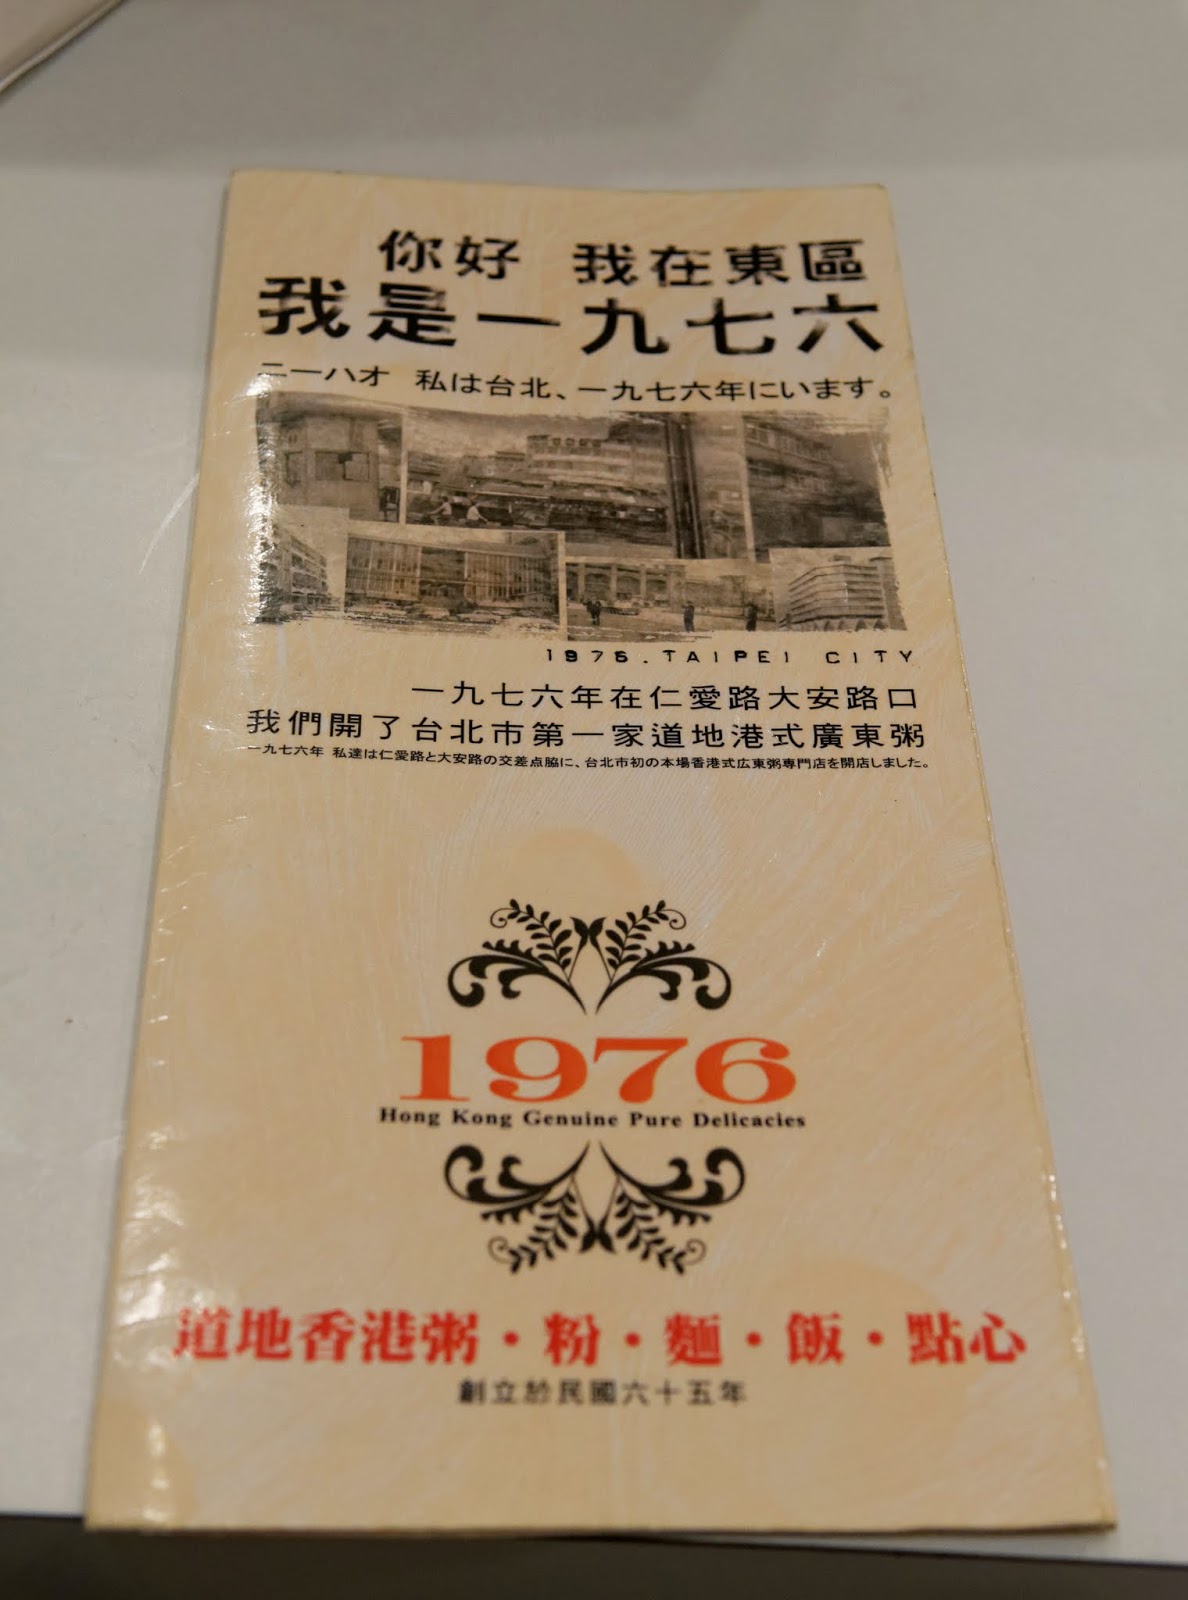 你好 我在東區
我是一九七六
ニーハオ 私は台北、一九七六年にいます。
1976.TAIPEI CITY
一九七六年在仁愛路大安路口
我們開了台北市第一家道地港式廣東粥
一九七六年 私達は仁愛路と大安路の交差点脇に、台北市初の本場香港式広東粥専門店を開店しました。
1976
Hong Kong Genuine Pure Delicacies
道地香港粥・粉・麵・飯・點心
創立於民國六十五年